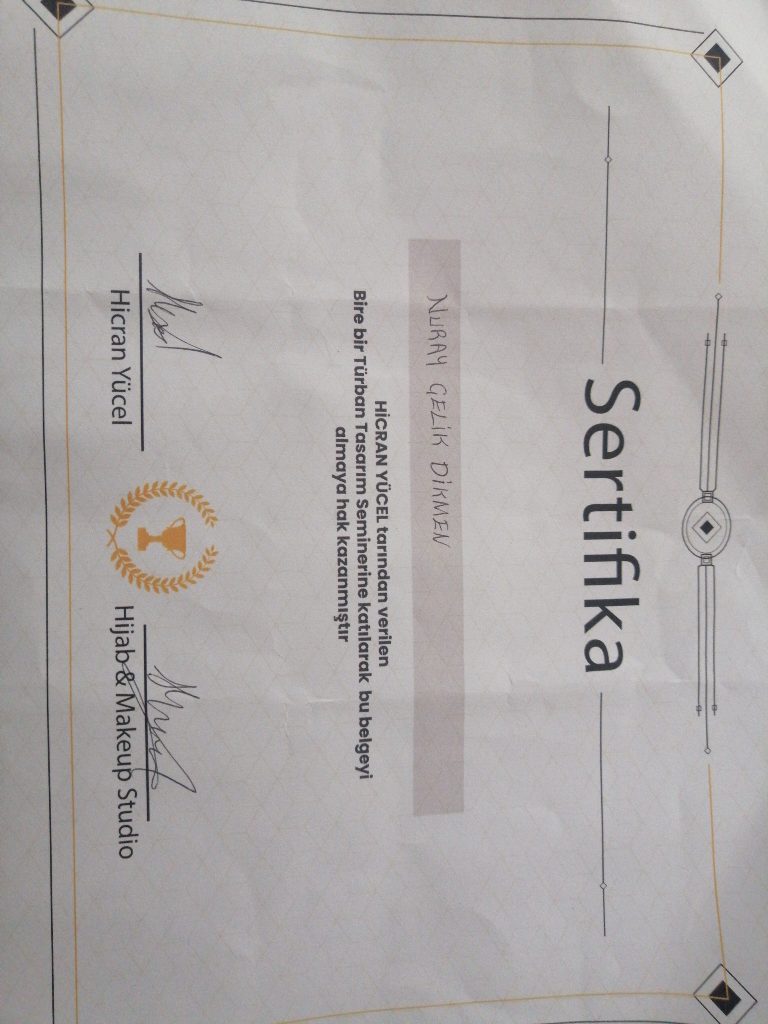 Sertifika
NURAY ÇELİK DİKMEN
HİCRAN YÜCEL tarından verilen
Bire bir Türban Tasarım Seminerine katılarak bu belgeyi
almaya hak kazanmıştır
Hicran Yücel
Hijab & Makeup Studio